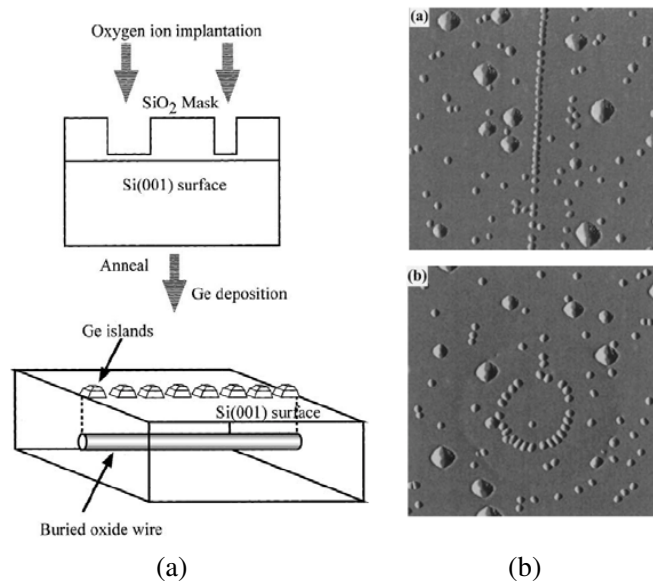 Oxygen ion implantation
SiO2 Mask
Si(001) surface
Anneal
Ge deposition
Ge islands
Si(001) surface
Buried oxide wire
(a)
(a)
(b)
(b)